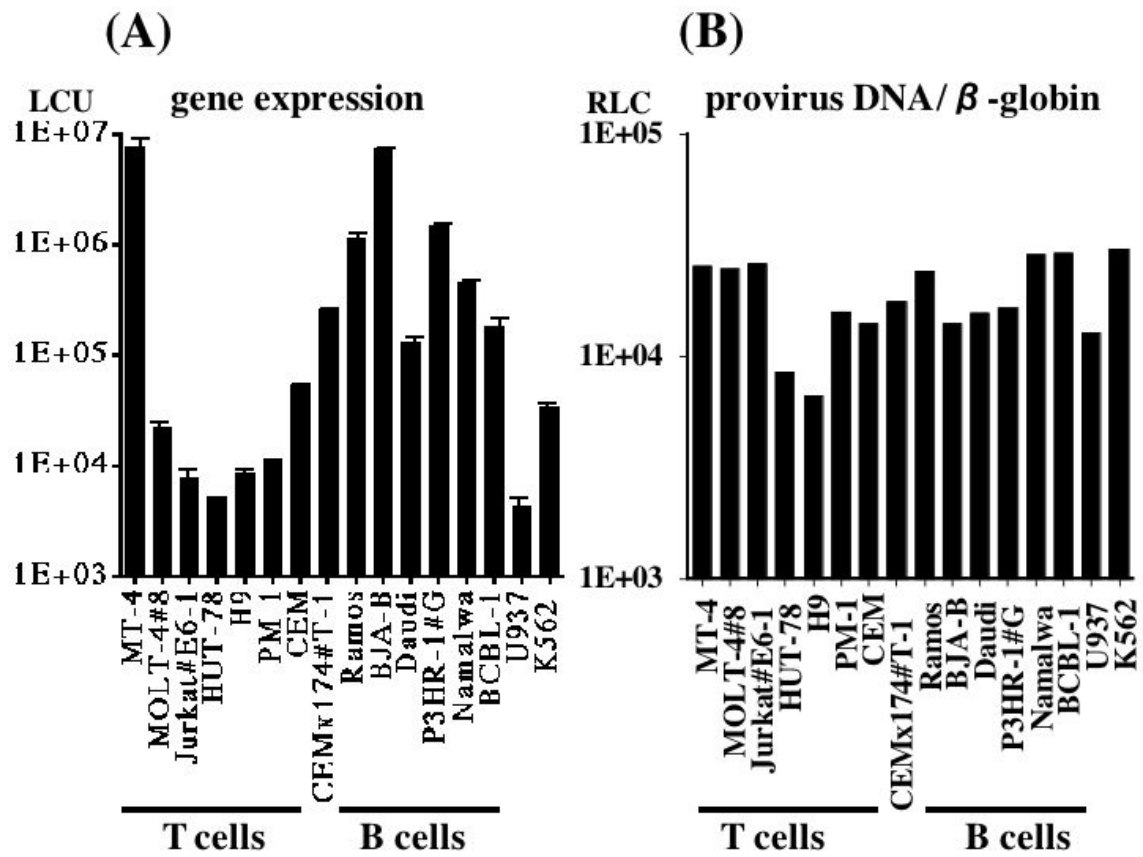 (A)
LCU gene expression
1E+07
1E+06
1E+05
1E+04
1E+03
MT-4
MOLT-4#8
Jurkat#E6-1
HUT-78
H9
PM 1
CEM
CEMx174#T-1
Ramos
BJA-B
Daudi
P3HR-1#G
Namalwa
BCBL-1
U937
K562
T cells B cells
(B)
RLC provirus DNA/ β -globin
1E+05
1E+04
1E+03
MT-4
MOLT-4#8
Jurkat#E6-1
HUT-78
H9
PM-1
CEM
CEMx174#T-1
Ramos
BJA-B
Daudi
P3HR-1#G
Namalwa
BCBL-1
U937
K562
T cells B cells